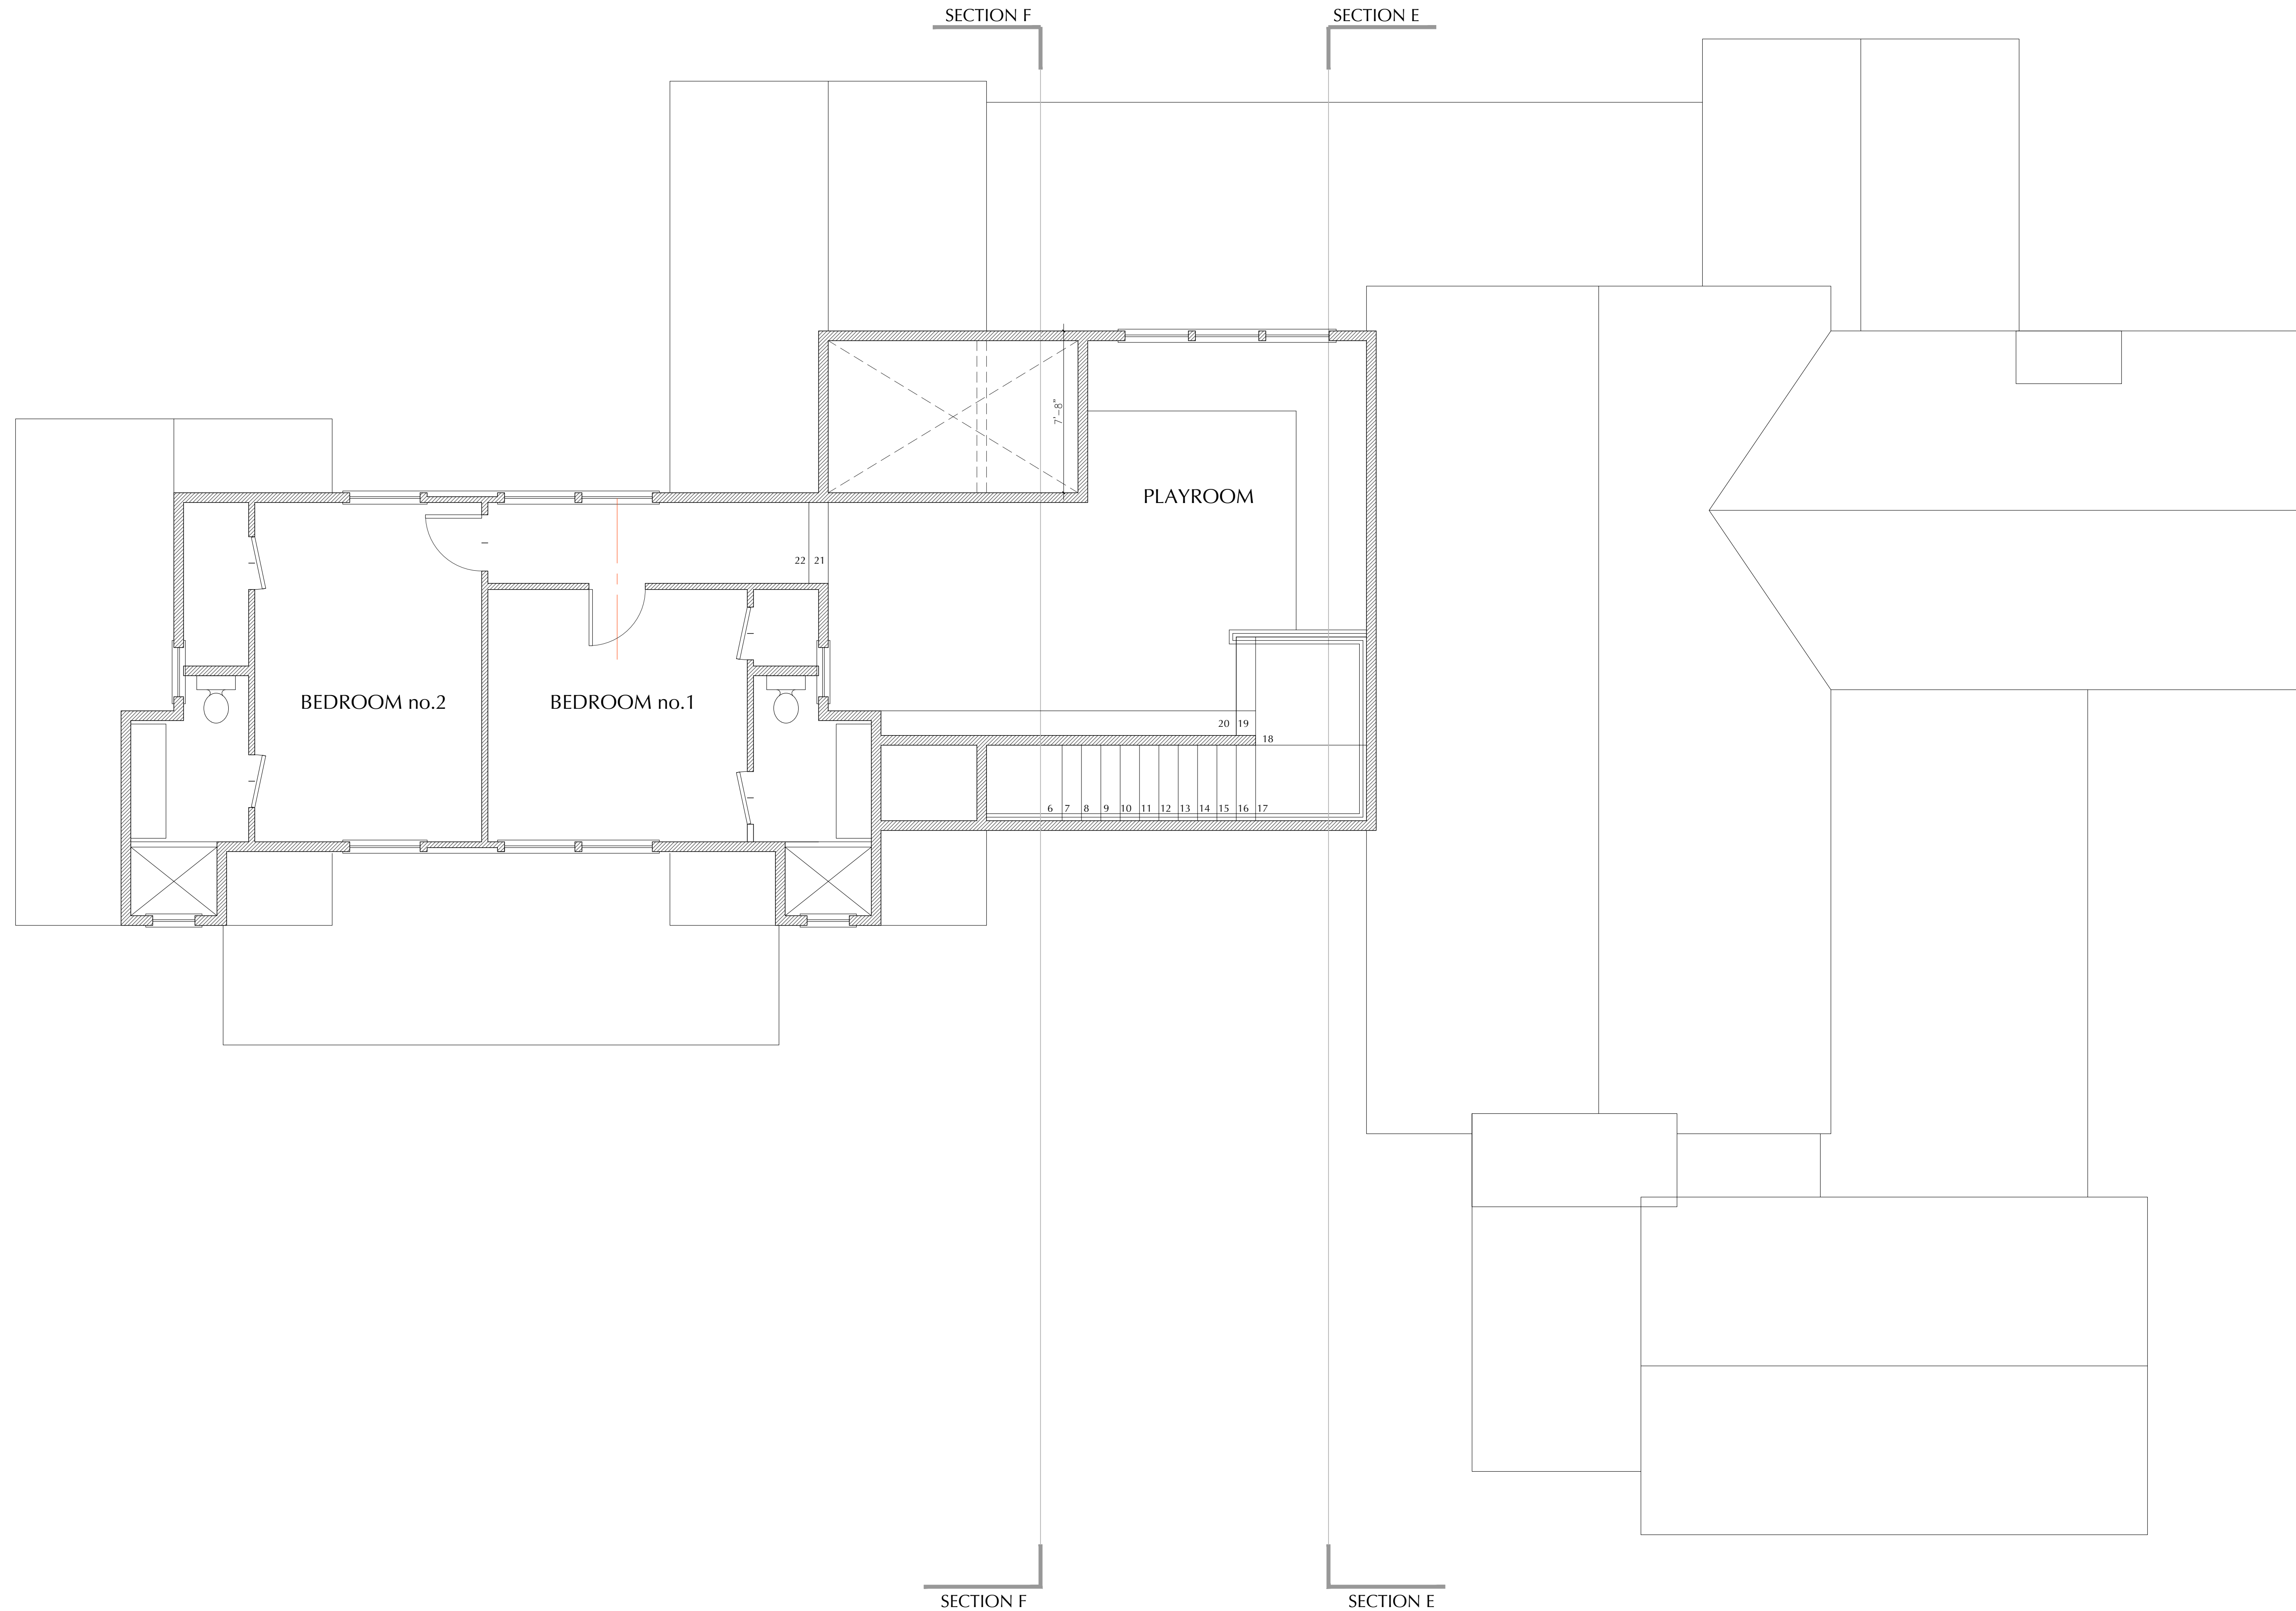 SECTION F
SECTION E
7'-8"
PLAYROOM
22 21
BEDROOM no.2
BEDROOM no.1
20 19
18
6 7 8 9 10 11 12 13 14 15 16 17
SECTION F
SECTION E